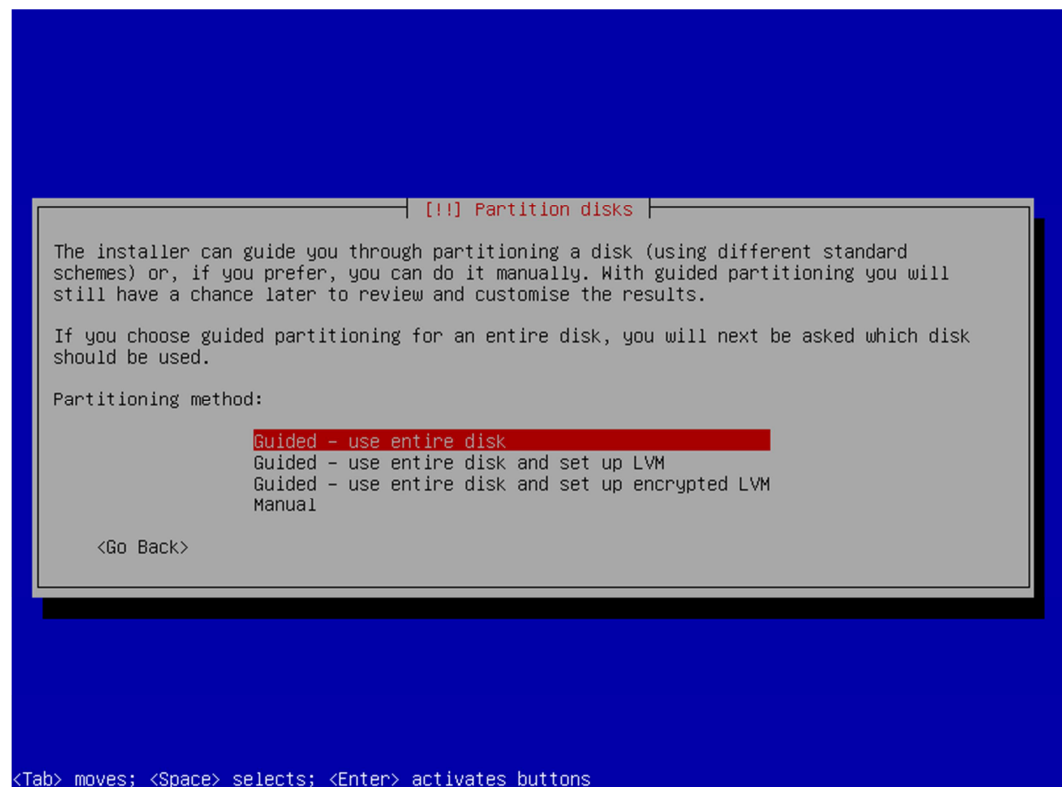 [!!] Partition disks
The installer can guide you through partitioning a disk (using different standard
schemes) or, if you prefer, you can do it manually. With guided partitioning you will
still have a chance later to review and customise the results.
If you choose guided partitioning for an entire disk, you will next be asked which disk
should be used.
Partitioning method:
Guided - use entire disk
Guided - use entire disk and set up LVM
Guided - use entire disk and set up encrypted LVM
Manual
<Go Back>
<Tab> moves; <Space> selects; <Enter> activates buttons